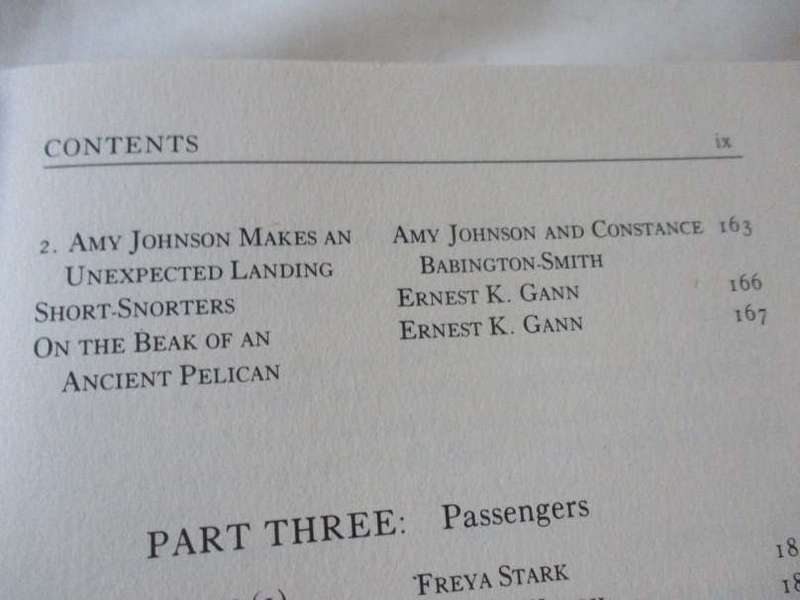 CONTENTS ix
2. AMY JOHNSON MAKES AN AMY JOHNSON AND CONSTANCE 163
UNEXPECTED LANDING BABINGTON-SMITH
SHORT-SNORTERS ERNEST K. GANN 166
ON THE BEAK OF AN ERNEST K. GANN 167
ANCIENT PELICAN
PART THREE: Passengers
FREYA STARK